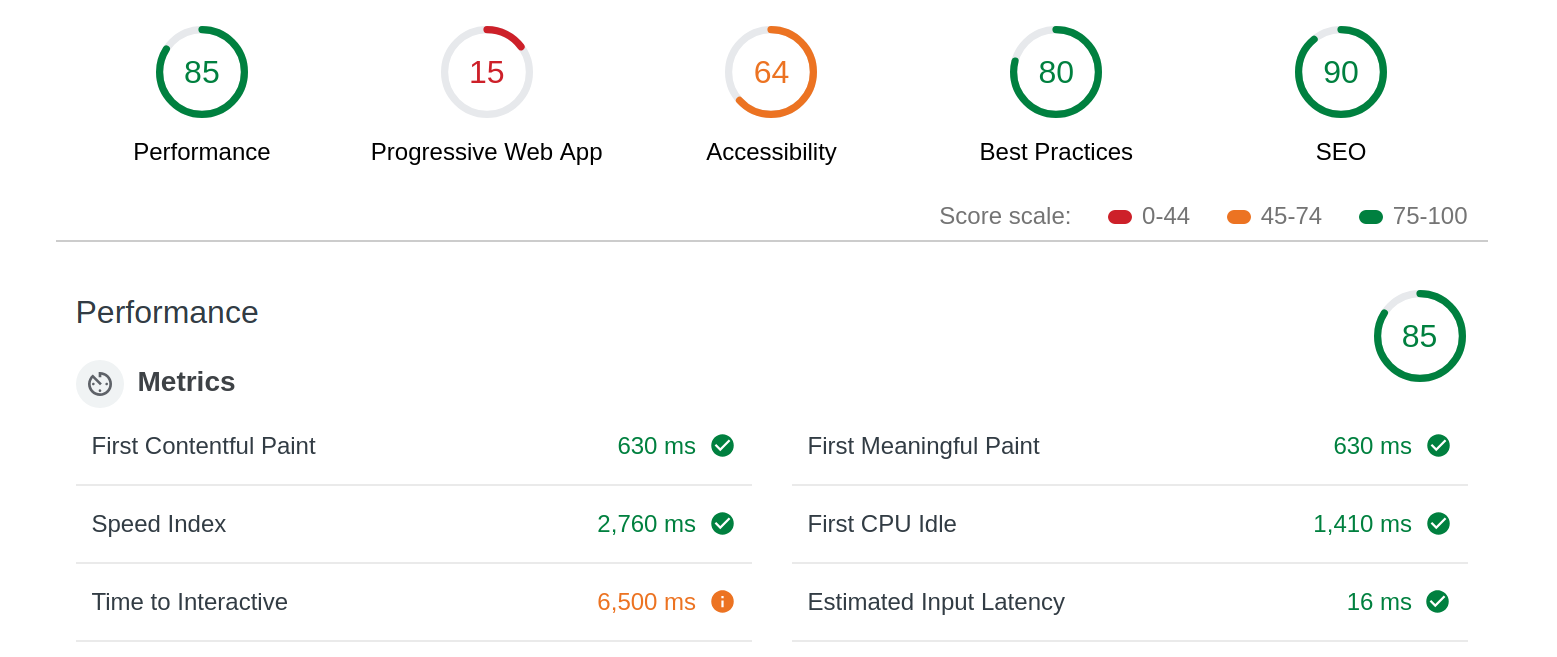 85 15 64 80 90
Performance Progressive Web App Accessibility Best Practices SEO
Score scale: 0-44 45-74 75-100
Performance
85
Metrics
First Contentful Paint 630 ms First Meaningful Paint 630 ms
Speed Index 2,760 ms First CPU Idle 1,410 ms
Time to Interactive 6,500 ms Estimated Input Latency 16 ms